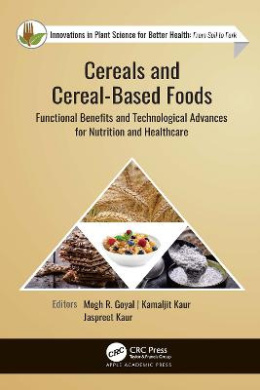 Innovations in Plant Science for Better Health: From Soil to Fork
Cereals and
Cereal-Based Foods
Functional Benefits and Technological Advances
for Nutrition and Healthcare
Editors Megh R. Goyal | Kamaljit Kaur
Jaspreet Kaur
CRC Press
Taylor & Francis Group
APPLE ACADEMIC PRESS